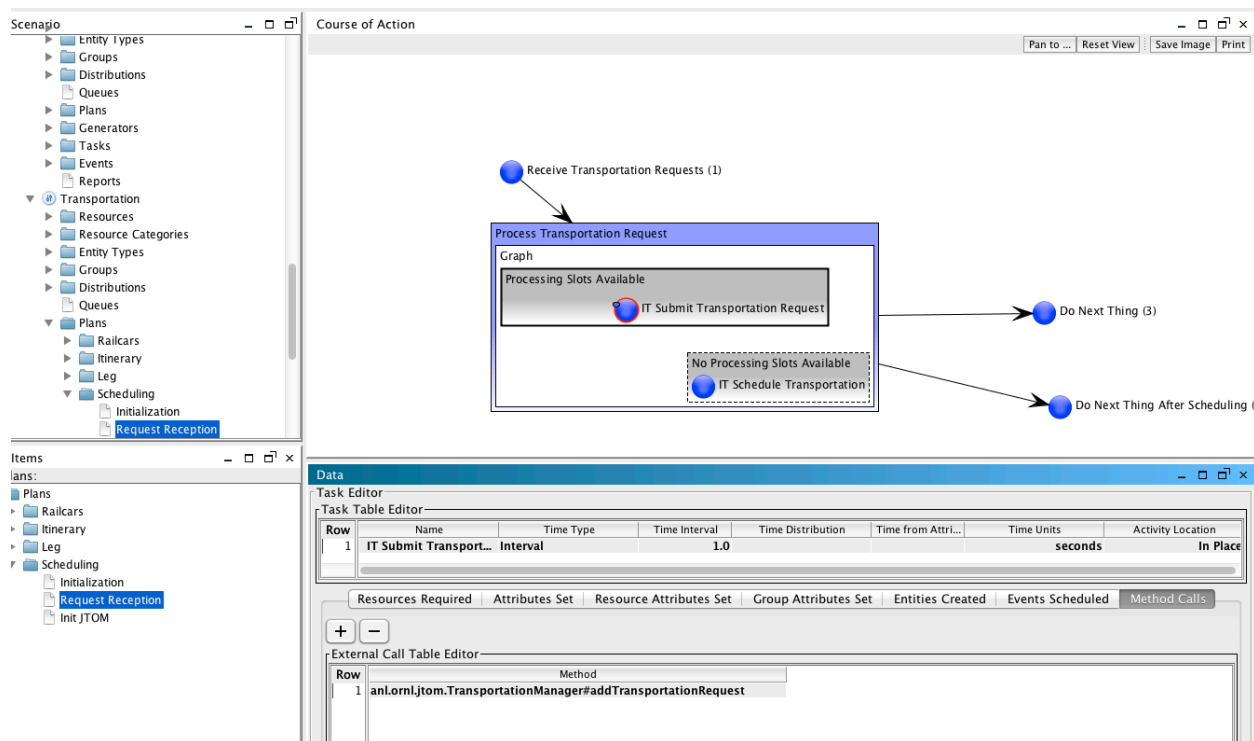 Scenario
Entity Types
Groups
Distributions
Queues
Plans
Generators
Tasks
Events
Reports
Transportation
Resources
Resource Categories
Entity Types
Groups
Distributions
Queues
Plans
Railcars
Itinerary
Leg
Scheduling
Initialization
Request Reception
Items
lans:
Plans
Railcars
Itinerary
Leg
Scheduling
Initialization
Request Reception
Init JTOM
Course of Action
Pan to ... Reset View Save Image Print
Receive Transportation Requests (1)
Process Transportation Request
Graph
Processing Slots Available
IT Submit Transportation Request
Do Next Thing (3)
No Processing Slots Available
IT Schedule Transportation
Do Next Thing After Scheduling (
Data
Task Editor
Task Table Editor
Row Name Time Type Time Interval Time Distribution Time from Attri... Time Units Activity Location
1 IT Submit Transport... Interval 1.0 seconds In Place
Resources Required Attributes Set Resource Attributes Set Group Attributes Set Entities Created Events Scheduled Method Calls
+ −
External Call Table Editor
Row Method
1 anl.ornl.jtom.TransportationManager#addTransportationRequest